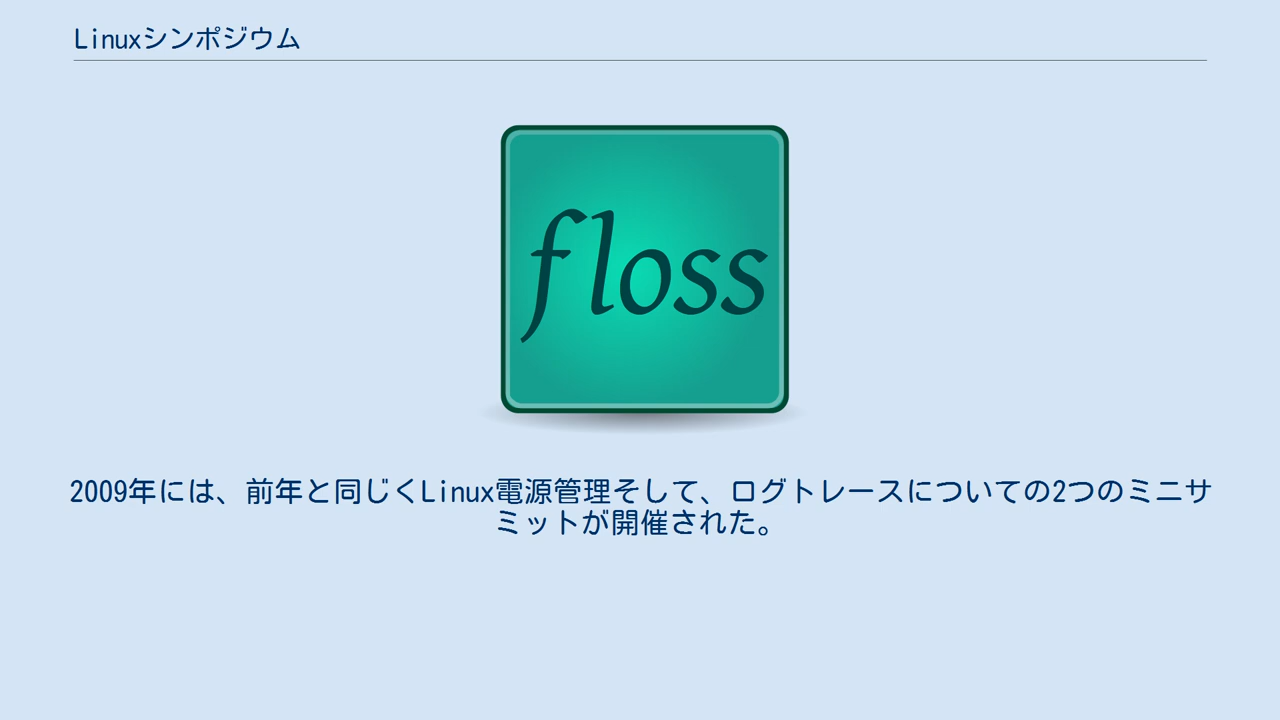 Linuxシンポジウム
floss
2009年には、前年と同じくLinux電源管理そして、ログトレースについての2つのミニサ
ミットが開催された。